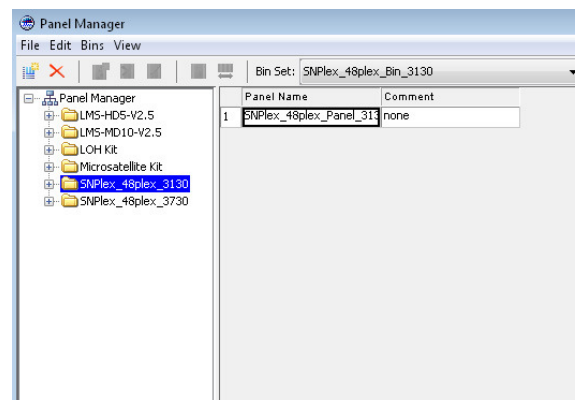 Panel Manager
File Edit Bins View
Bin Set: SNPlex_48plex_Bin_3130
Panel Manager
LMS-HD5-V2.5
LMS-MD10-V2.5
LOH Kit
Microsatellite Kit
SNPlex_48plex_3130
SNPlex_48plex_3730
Panel Name Comment
1 SNPlex_48plex_Panel_313 none